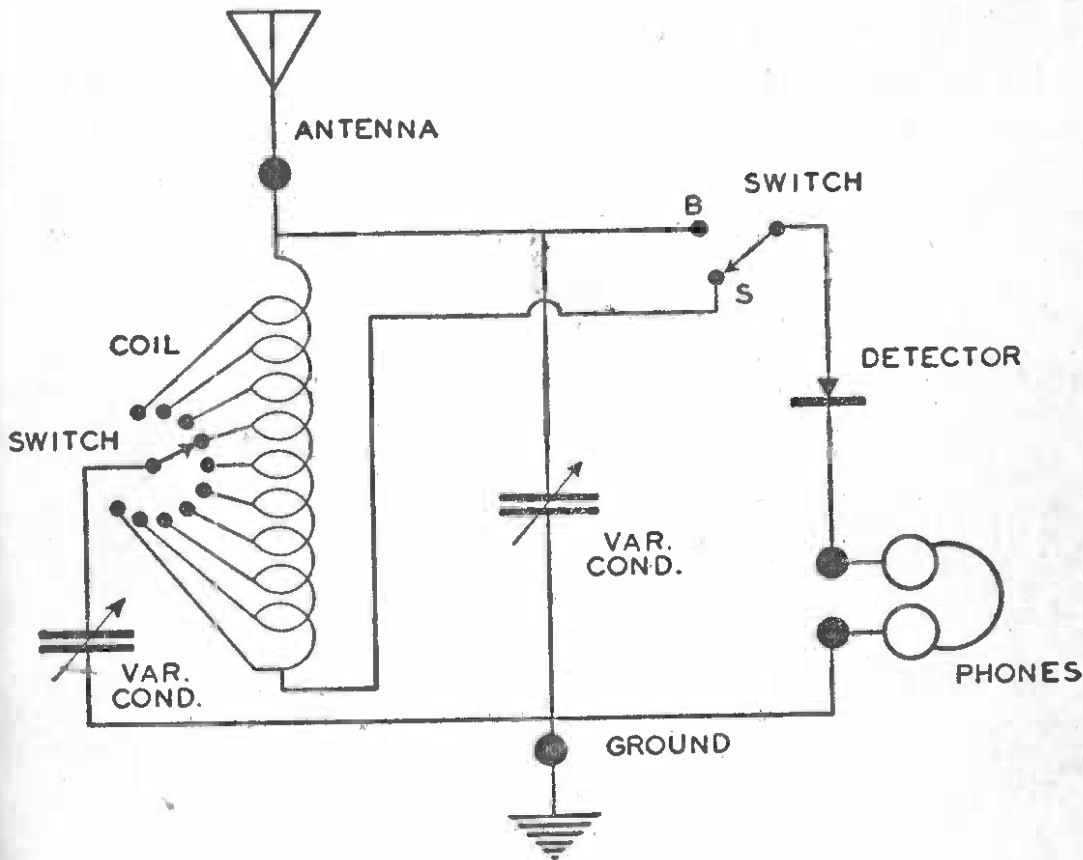 ANTENNA
SWITCH
B
S
COIL
DETECTOR
SWITCH
VAR.
COND.
VAR.
COND.
PHONES
GROUND